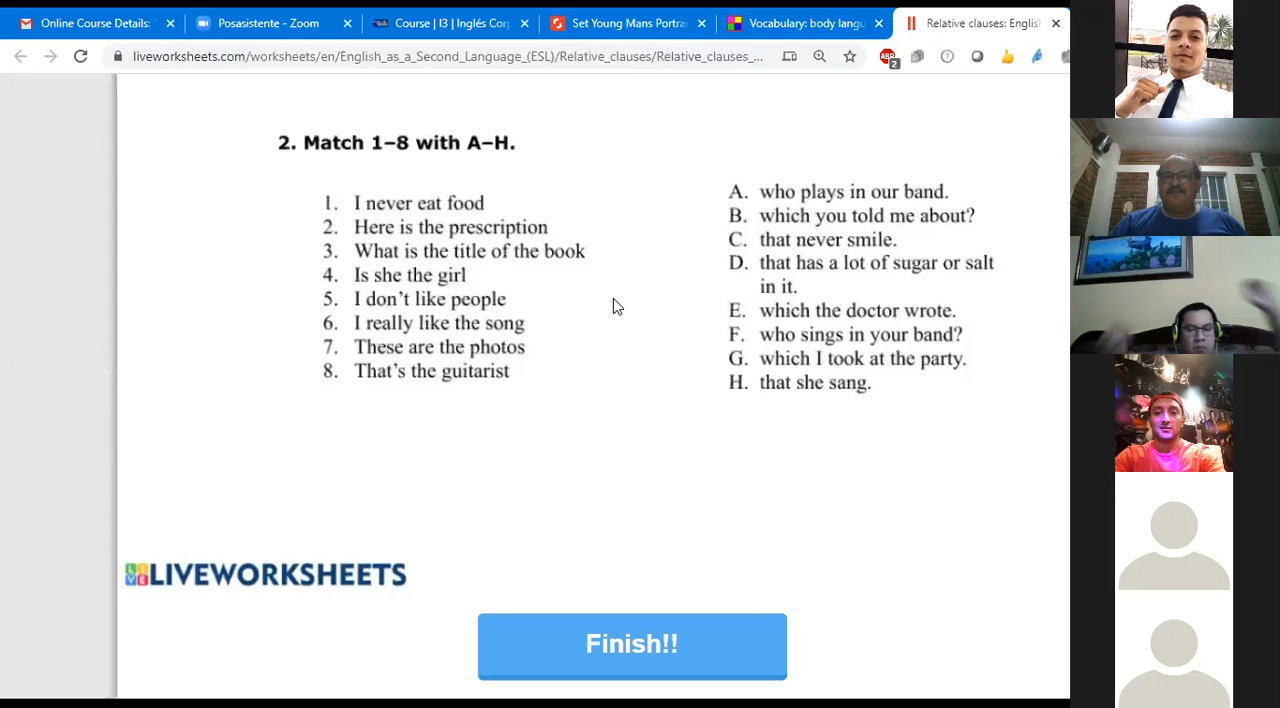 Online Course Details:
Posasistente - Zoom
Course | I3 | Inglés Cor
Set Young Mans Portra
Vocabulary: body langu
Relative clauses: Englis
liveworksheets.com/worksheets/en/English_as_a_Second_Language_(ESL)/Relative_clauses/Relative_clauses_...
2
2. Match 1–8 with A–H.
1. I never eat food
2. Here is the prescription
3. What is the title of the book
4. Is she the girl
5. I don't like people
6. I really like the song
7. These are the photos
8. That's the guitarist
A. who plays in our band.
B. which you told me about?
C. that never smile.
D. that has a lot of sugar or salt
in it.
E. which the doctor wrote.
F. who sings in your band?
G. which I took at the party.
H. that she sang.
LIVE
LIVEWORKSHEETS
Finish!!